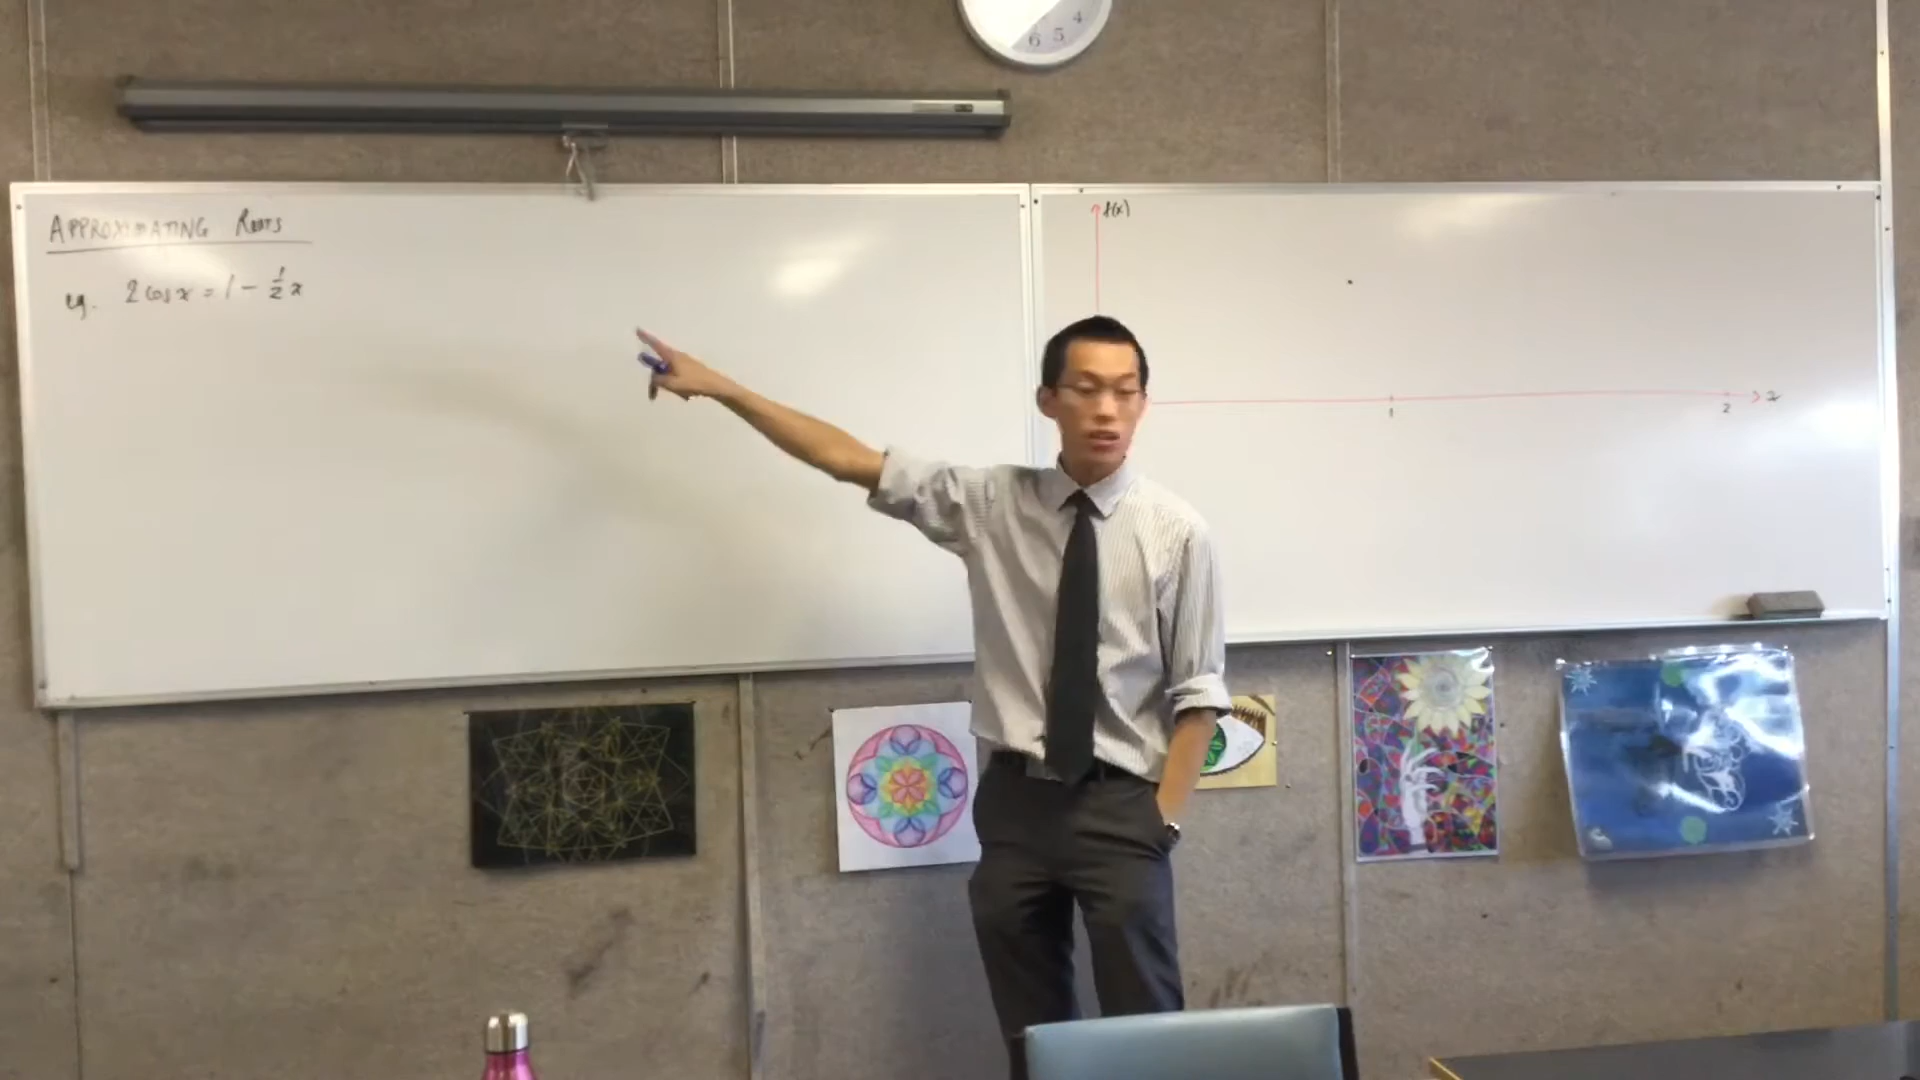 APPROXIMATING ROOTS
eg. 2 cos x = 1 - 1/2 x
f(x)
1
2
x
6 5 4